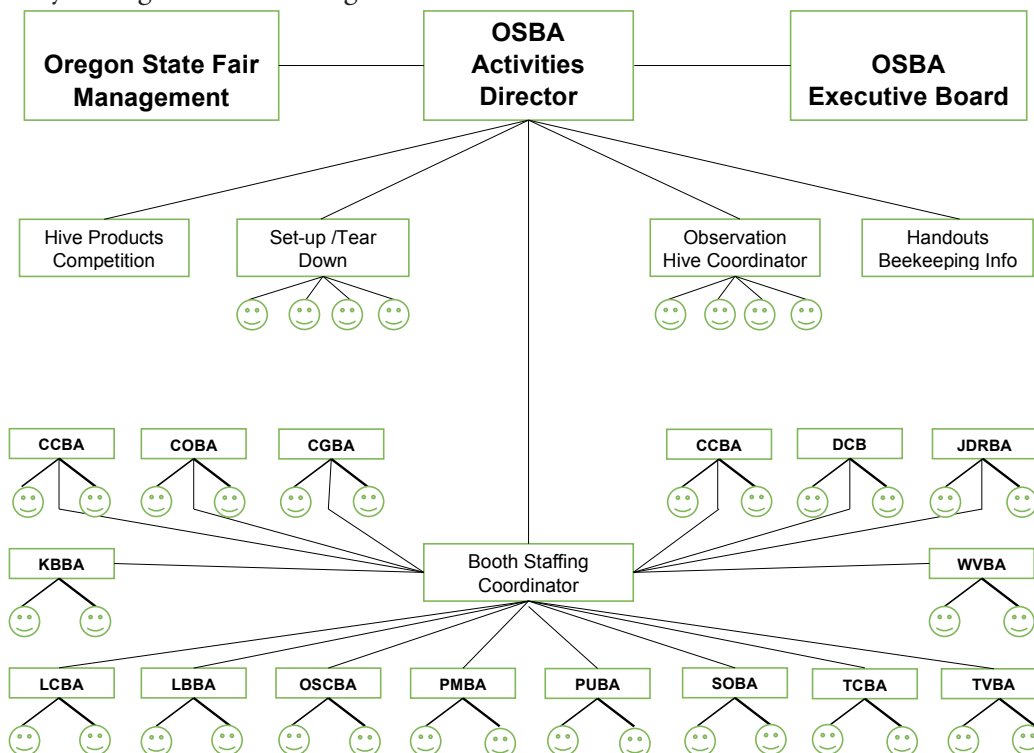 Oregon State Fair
Management
OSBA
Activities
Director
OSBA
Executive Board
Hive Products
Competition
Set-up /Tear
Down
Observation
Hive Coordinator
Handouts
Beekeeping Info
CCBA
COBA
CGBA
CCBA
DCB
JDRBA
KBBA
Booth Staffing
Coordinator
WVBA
LCBA
LBBA
OSCBA
PMBA
PUBA
SOBA
TCBA
TVBA